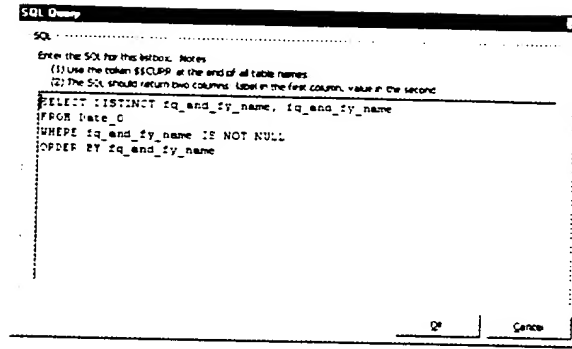 SQL Query
SQL
Enter the SQL for this listbox. Notes
(1) Use the token $$CURR at the end of all table names
(2) The SQL should return two columns label in the first column, value in the second
SELECT DISTINCT fq_and_fy_name, fq_and_fy_name
FROM Date_0
WHERE fq_and_fy_name IS NOT NULL
ORDER BY fq_and_fy_name
Cancel